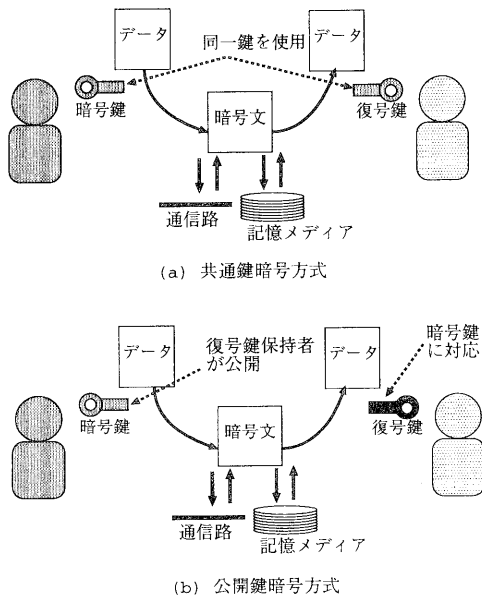 データ
データ
同一鍵を使用
暗号鍵
復号鍵
暗号文
通信路
記憶メディア
(a) 共通鍵暗号方式
データ
復号鍵保持者
が公開
データ
暗号鍵
に対応
暗号鍵
復号鍵
暗号文
通信路
記憶メディア
(b) 公開鍵暗号方式